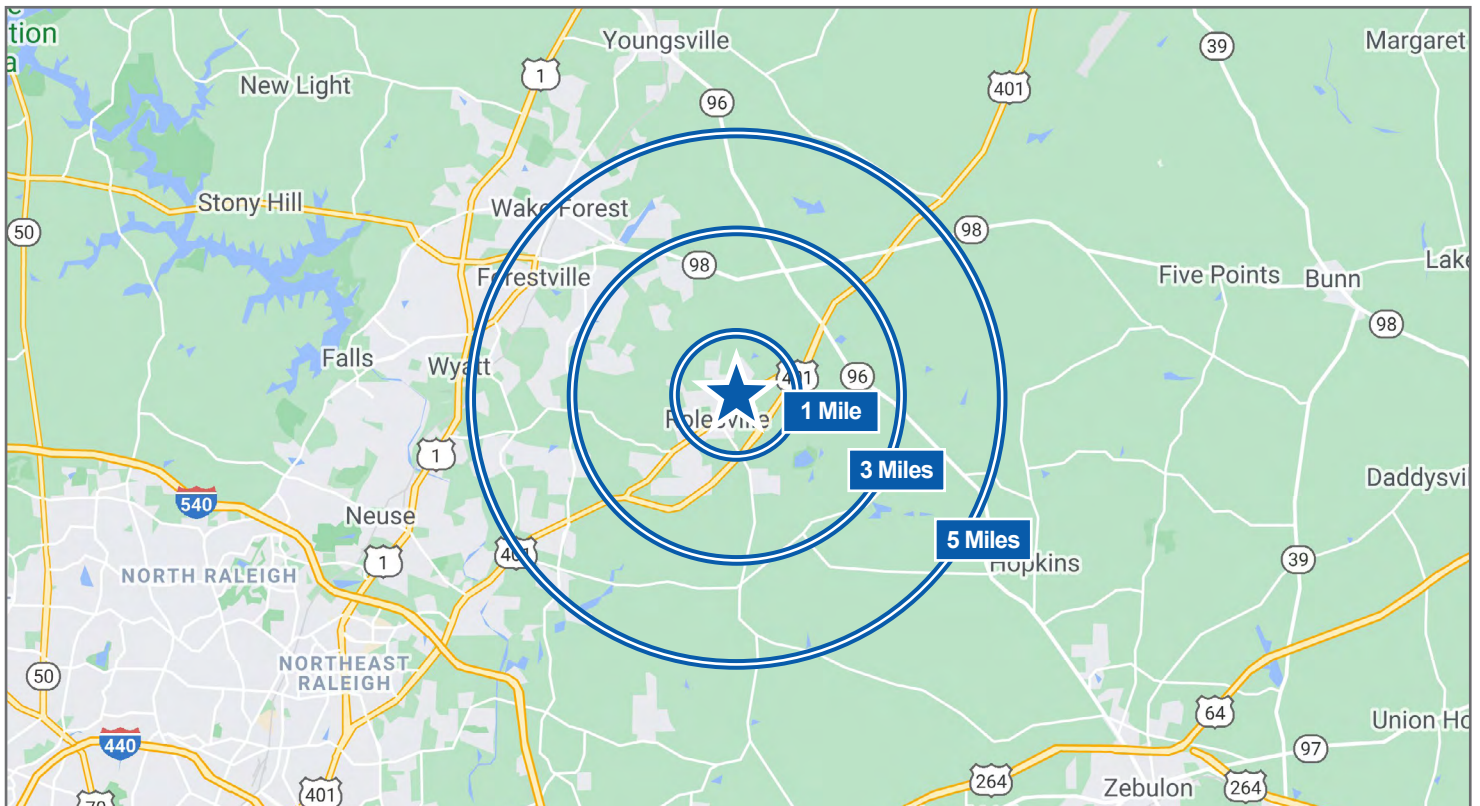 tion
a
Youngsville
39
Margaret
New Light
1
96
401
Stony Hill
Wake Forest
50
98
98
Forestville
Five Points
Bunn
Lake
98
Falls
Wyatt
401
96
Rolesville
1 Mile
1
3 Miles
Daddysvi
540
Neuse
5 Miles
401
1
Hopkins
39
NORTH RALEIGH
NORTHEAST
RALEIGH
50
64
Union Ho
440
97
264
Zebulon
264
401
70